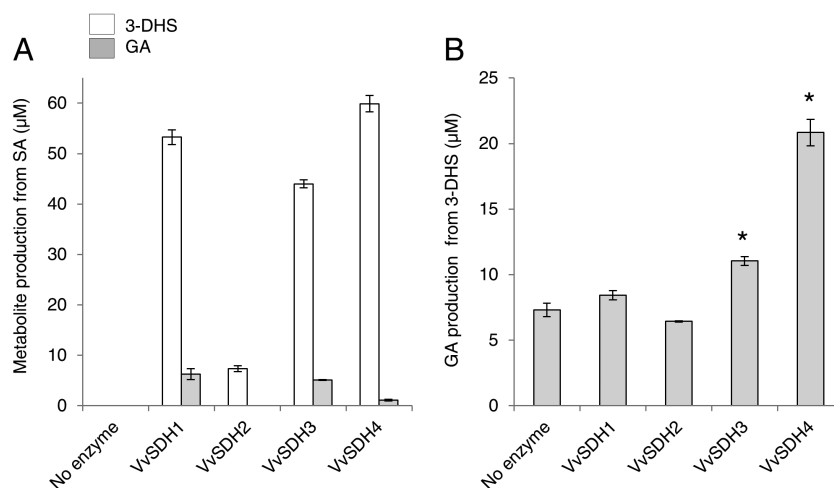 3-DHS
GA
A
Metabolite production from SA (µM)
60
50
40
30
20
10
0
No enzyme
VvSDH1
VvSDH2
VvSDH3
VvSDH4
B
GA production from 3-DHS (µM)
25
20
15
10
5
0
*
*
No enzyme
VvSDH1
VvSDH2
VvSDH3
VvSDH4